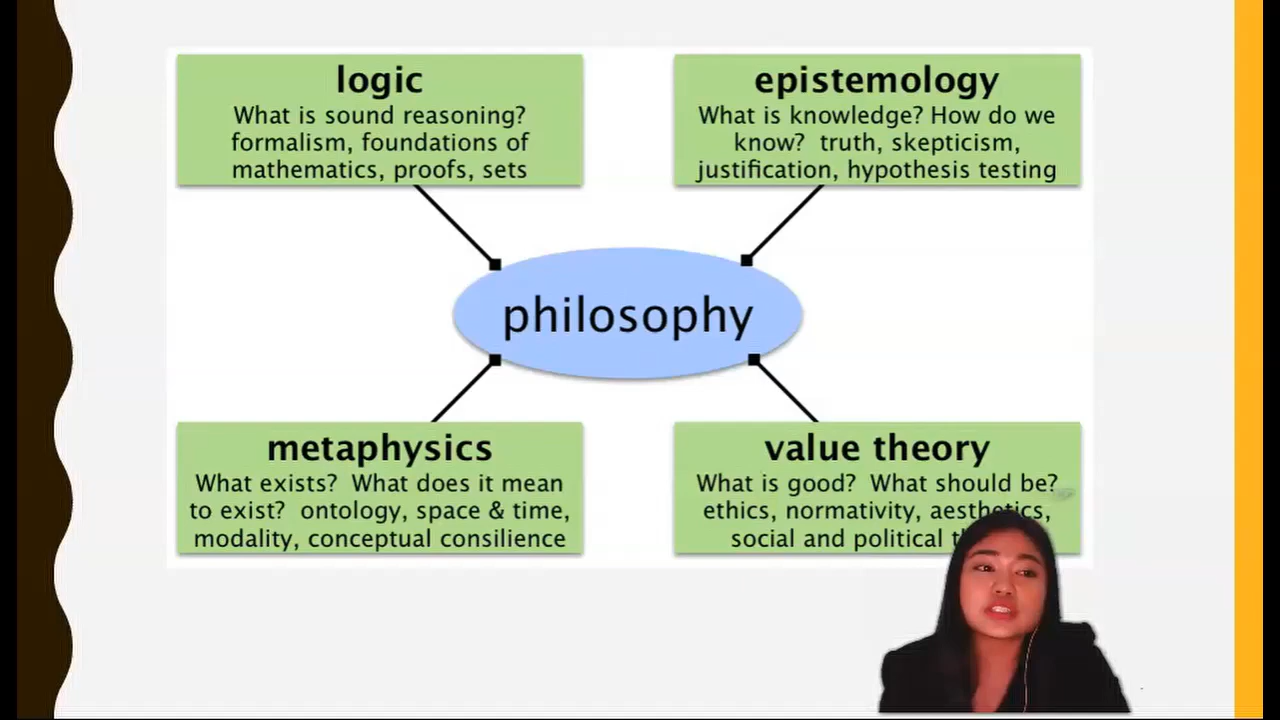 logic
What is sound reasoning?
formalism, foundations of
mathematics, proofs, sets
epistemology
What is knowledge? How do we
know? truth, skepticism,
justification, hypothesis testing
philosophy
metaphysics
What exists? What does it mean
to exist? ontology, space & time,
modality, conceptual consilience
value theory
What is good? What should be?
ethics, normativity, aesthetics,
social and political